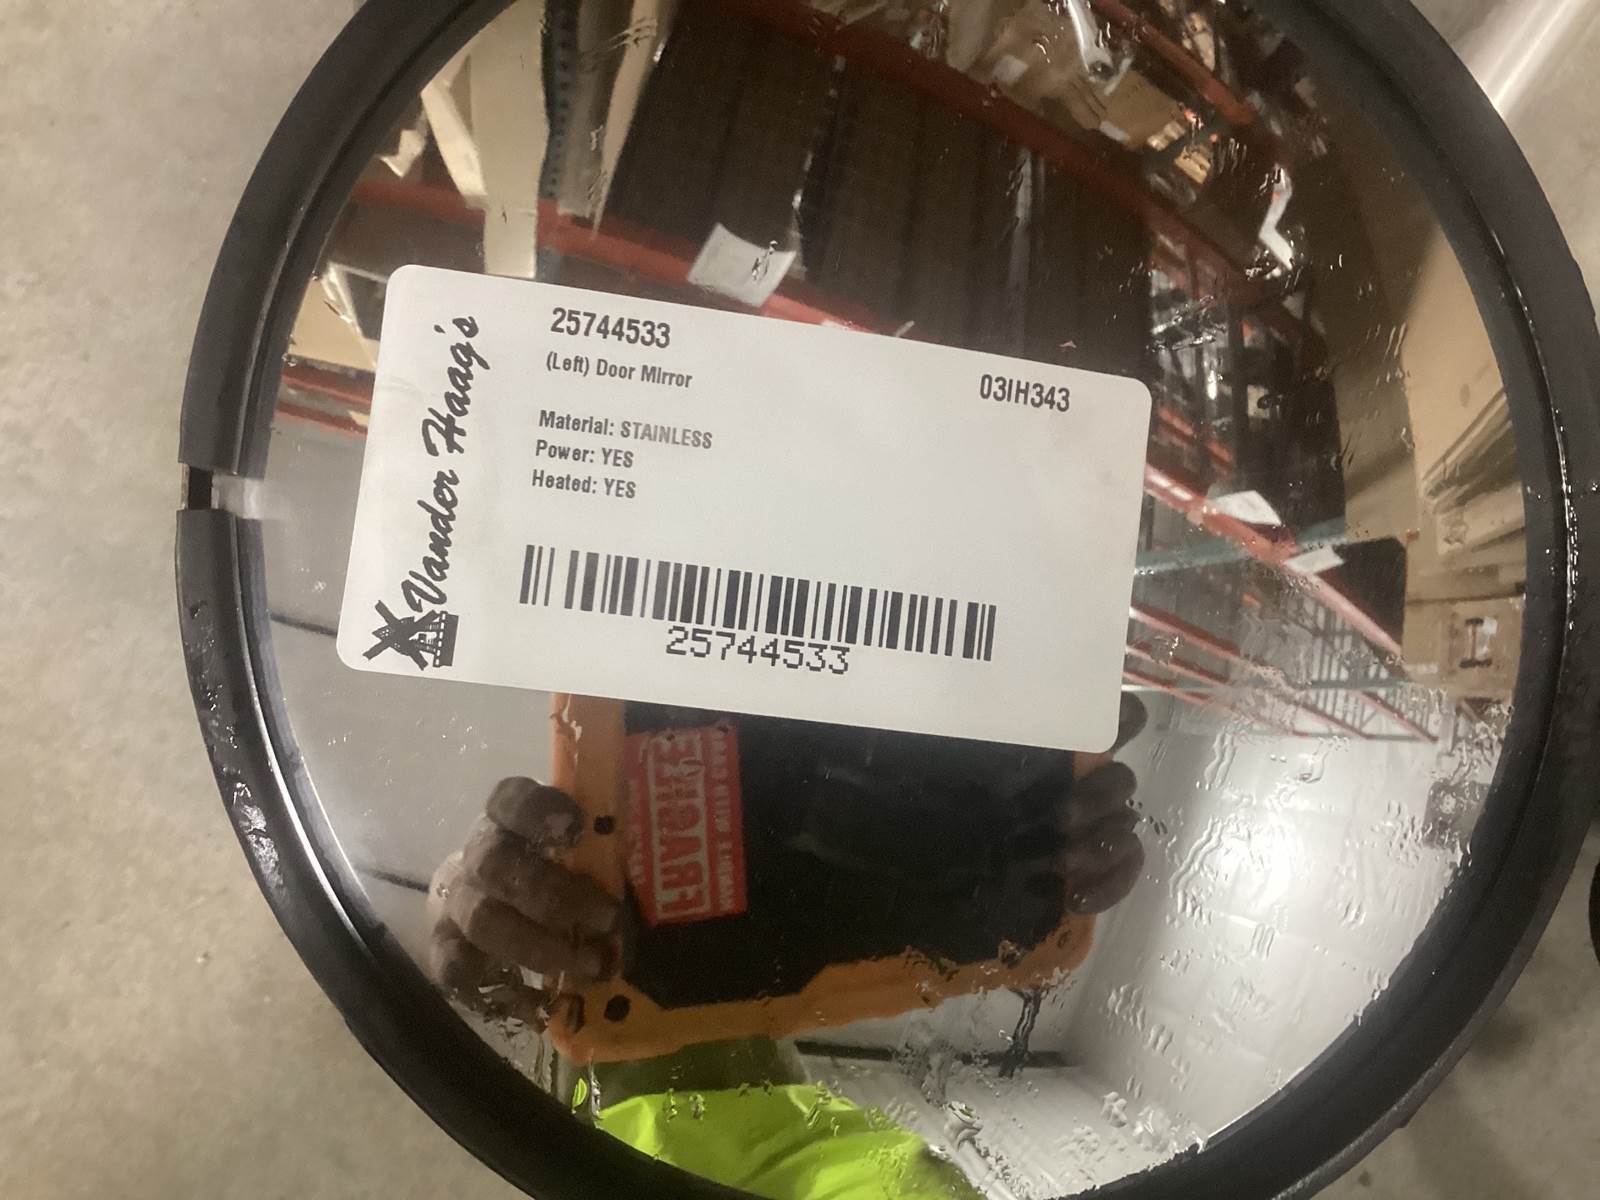 Vander Haag's
25744533
(Left) Door Mirror
03IH343
Material: STAINLESS
Power: YES
Heated: YES
25744533